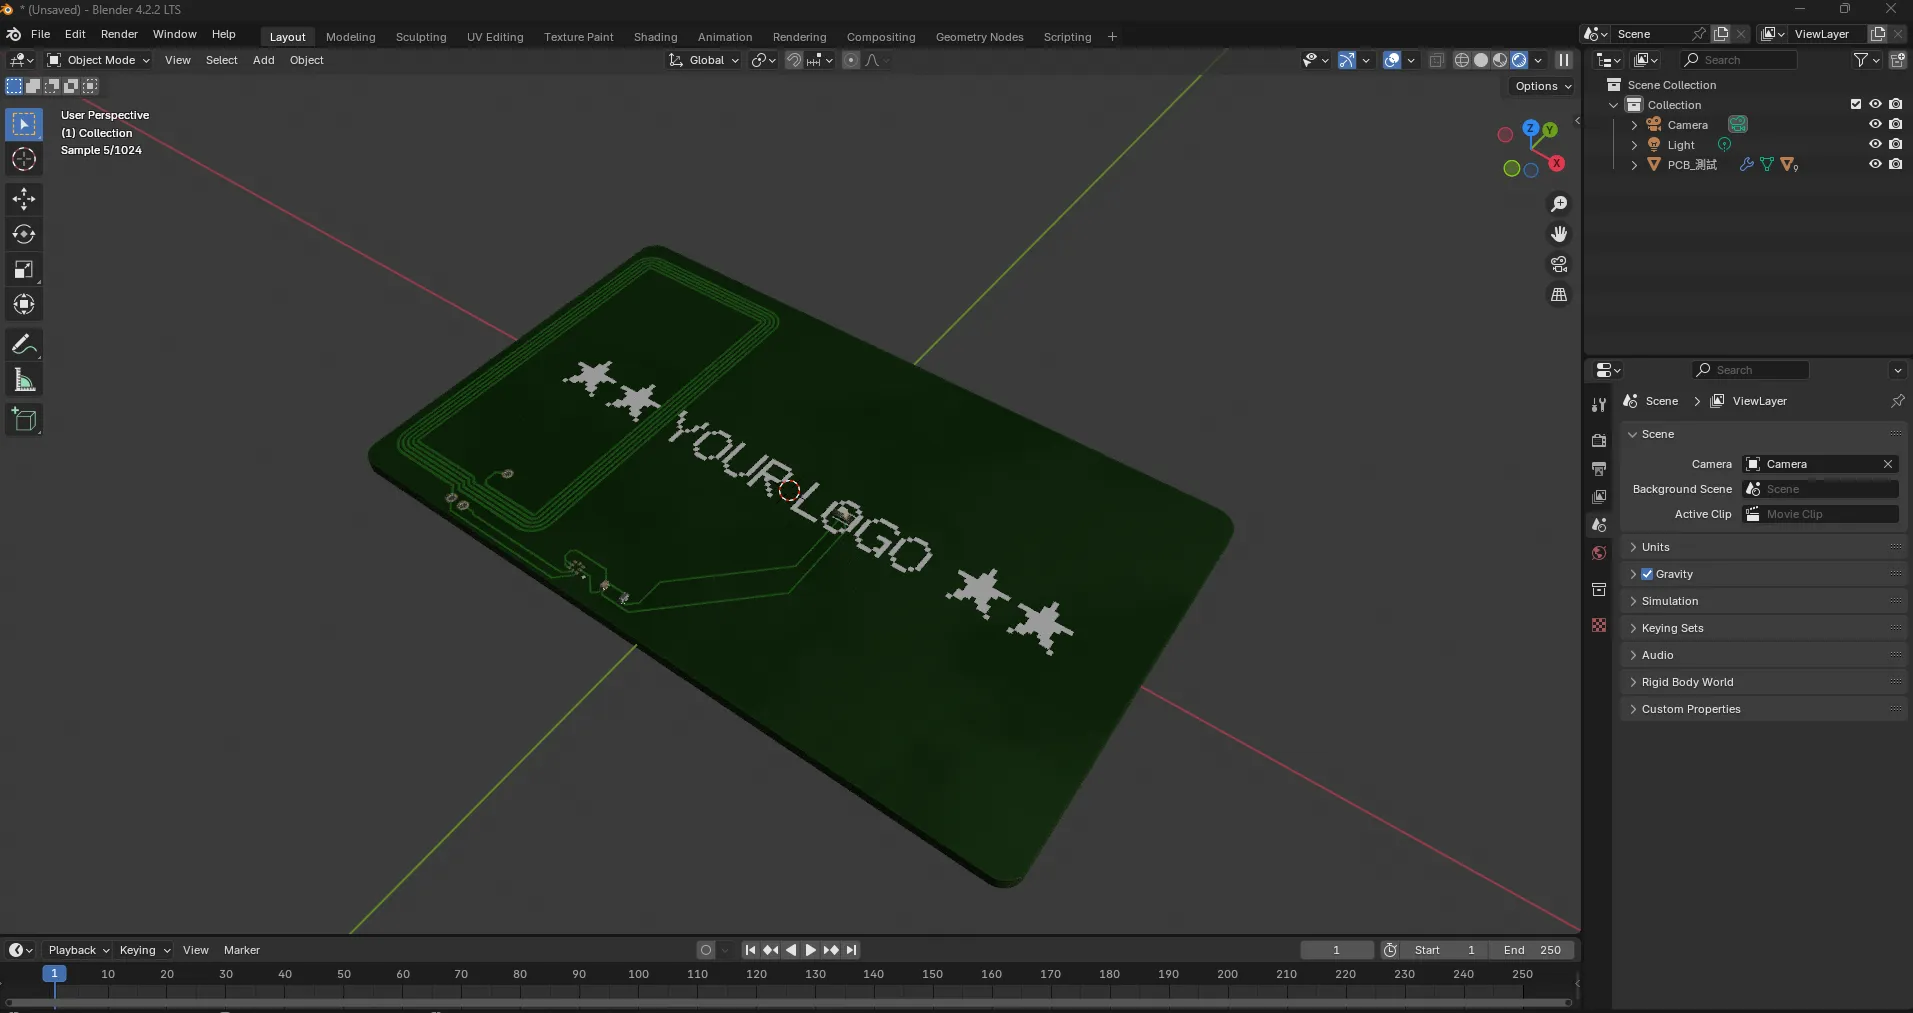 * (Unsaved) - Blender 4.2.2 LTS
File Edit Render Window Help
Layout Modeling Sculpting UV Editing Texture Paint Shading Animation Rendering Compositing Geometry Nodes Scripting +
Scene
ViewLayer
Object Mode View Select Add Object
Global
Search
Options
User Perspective
(1) Collection
Sample 5/1024
Z
Y
X
★★ YOUR LOGO ★★
Scene Collection
Collection
Camera
Light
PCB_測試
9
Search
Scene > ViewLayer
Scene
Camera Camera
Background Scene Scene
Active Clip Movie Clip
Units
Gravity
Simulation
Keying Sets
Audio
Rigid Body World
Custom Properties
Playback Keying View Marker
1
Start 1
End 250
1 10 20 30 40 50 60 70 80 90 100 110 120 130 140 150 160 170 180 190 200 210 220 230 240 250